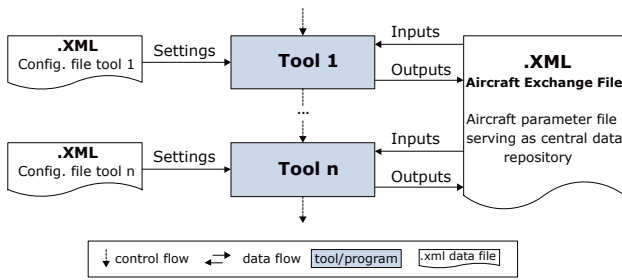 .XML
Config. file tool 1
Settings
Tool 1
Inputs
Outputs
.XML
Aircraft Exchange File
Aircraft parameter file
serving as central data
repository
...
.XML
Config. file tool n
Settings
Tool n
Inputs
Outputs
control flow
data flow
tool/program
.xml data file